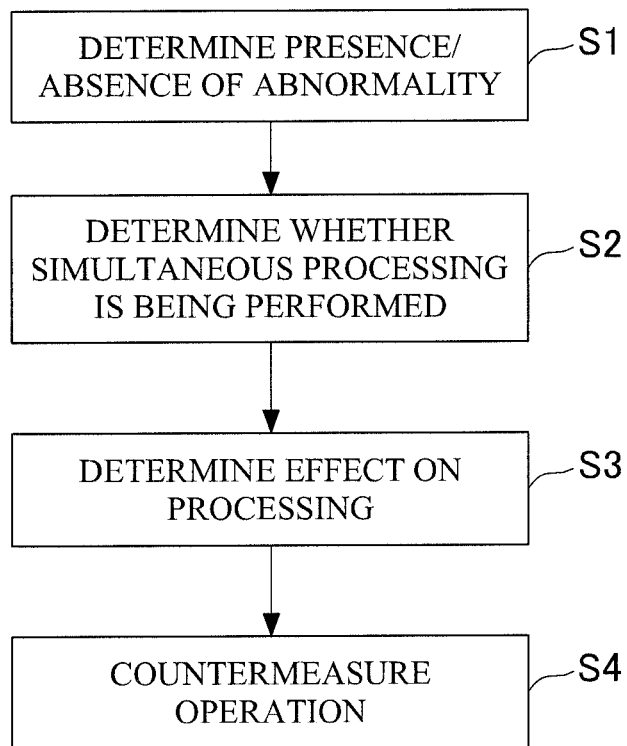 DETERMINE PRESENCE/
ABSENCE OF ABNORMALITY
S1
DETERMINE WHETHER
SIMULTANEOUS PROCESSING
IS BEING PERFORMED
S2
DETERMINE EFFECT ON
PROCESSING
S3
COUNTERMEASURE
OPERATION
S4